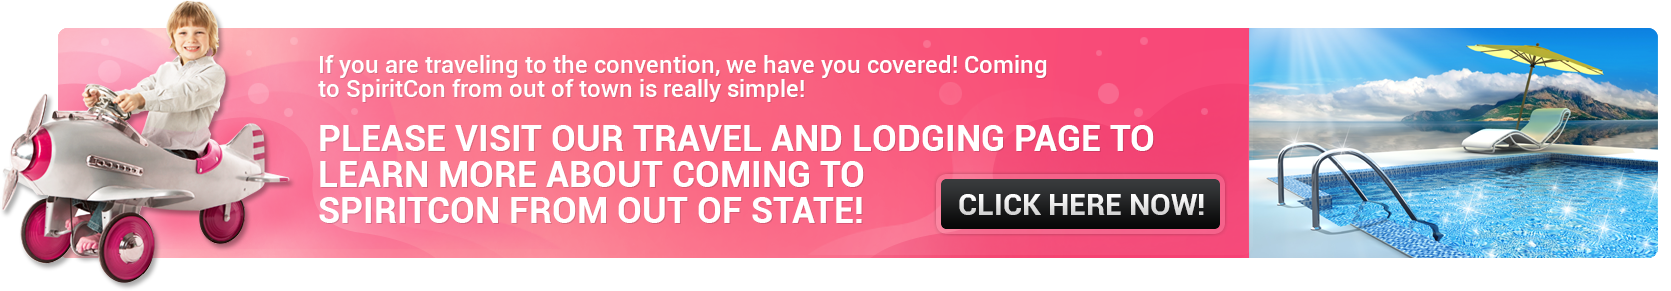 If you are traveling to the convention, we have you covered! Coming
to SpiritCon from out of town is really simple!
PLEASE VISIT OUR TRAVEL AND LODGING PAGE TO
LEARN MORE ABOUT COMING TO
SPIRITCON FROM OUT OF STATE!
CLICK HERE NOW!